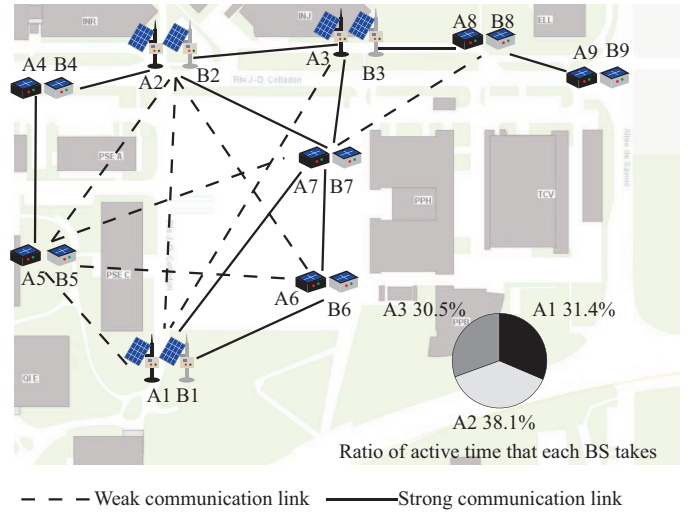 INR
INJ
ELL
A8 B8
A3
A9 B9
A4 B4
A2
B2
B3
Rte-J-D. Colladon
PSE A
A7 B7
PPH
TCV
PSE C
A5 B5
A6
B6
A3 30.5%
A1 31.4%
PPB
A1 B1
A2 38.1%
Ratio of active time that each BS takes
Weak communication link
Strong communication link